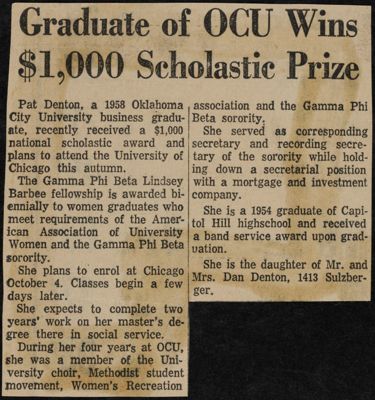 Graduate of OCU Wins
$1,000 Scholastic Prize
Pat Denton, a 1958 Oklahoma
City University business gradu-
ate, recently received a $1,000
national scholastic award and
plans to attend the University of
Chicago this autumn.
The Gamma Phi Beta Lindsey
Barbee fellowship is awarded bi-
ennially to women graduates who
meet requirements of the Amer-
ican Association of University
Women and the Gamma Phi Beta
sorority.
She plans to enrol at Chicago
October 4. Classes begin a few
days later.
She expects to complete two
years' work on her master's de-
gree there in social service.
During her four years at OCU,
she was a member of the Uni-
versity choir, Methodist student
movement, Women's Recreation
association and the Gamma Phi
Beta sorority.
She served as corresponding
secretary and recording secre-
tary of the sorority while hold-
ing down a secretarial position
with a mortgage and investment
company.
She is a 1954 graduate of Capi-
tol Hill highschool and received
a band service award upon grad-
uation.
She is the daughter of Mr. and
Mrs. Dan Denton, 1413 Sulzber-
ger.